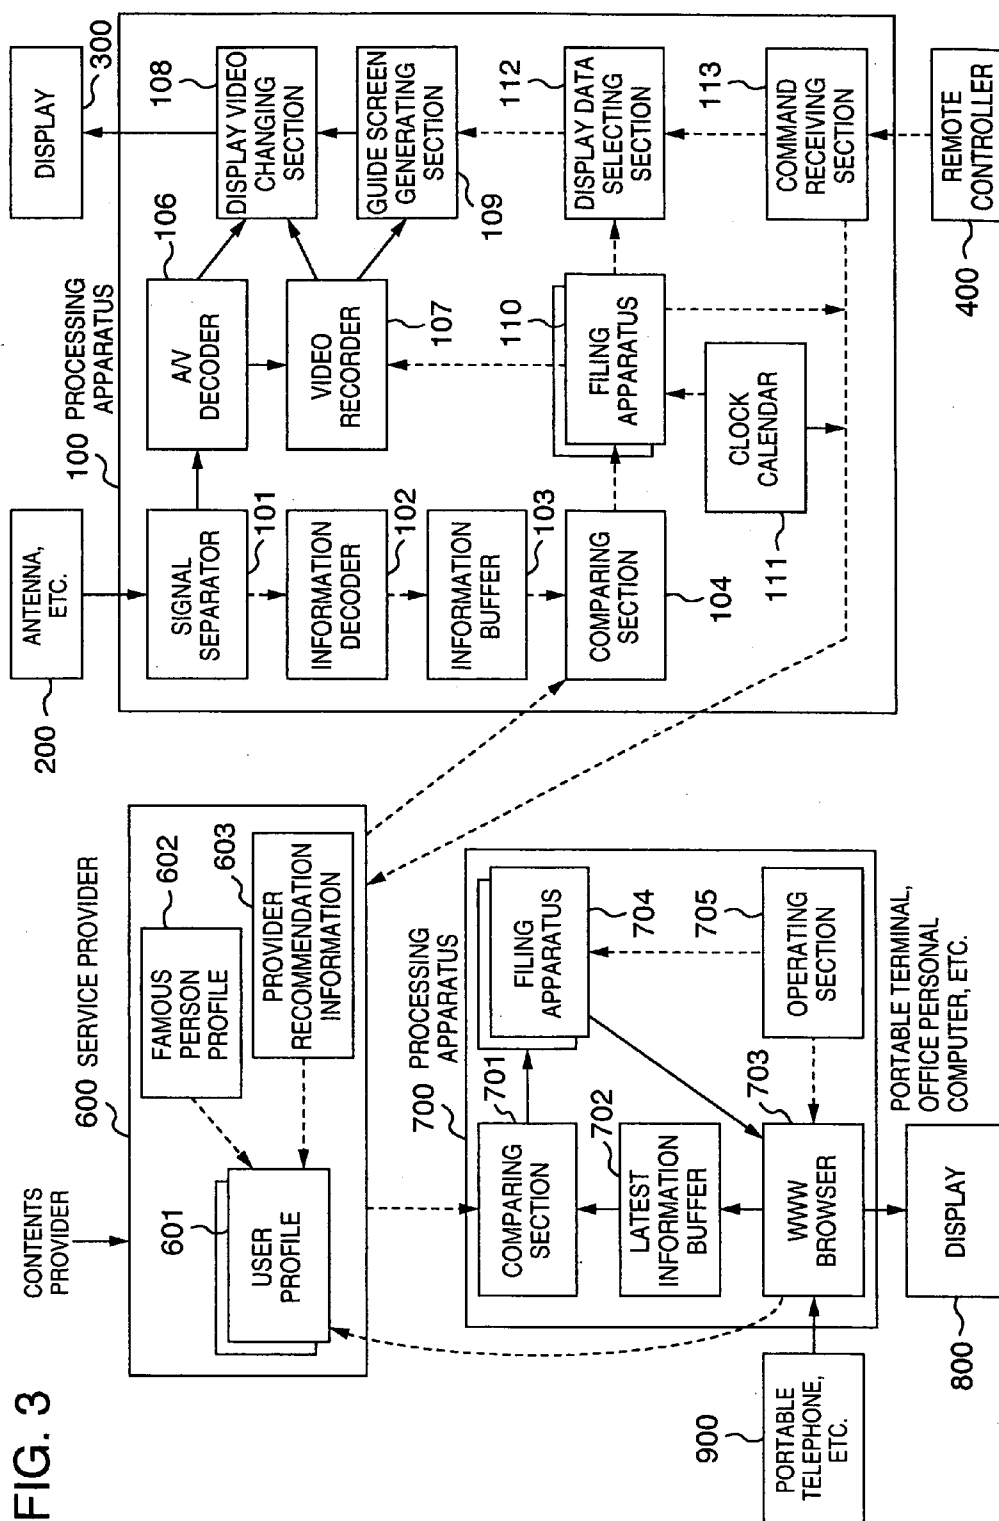 FIG. 3
CONTENTS
PROVIDER
600 SERVICE PROVIDER
601
USER
PROFILE
602
FAMOUS
PERSON
PROFILE
603
PROVIDER
RECOMMENDATION
INFORMATION
700 PROCESSING
APPARATUS
701
COMPARING
SECTION
702
LATEST
INFORMATION
BUFFER
703
WWW
BROWSER
FILING
APPARATUS
704
705
OPERATING
SECTION
PORTABLE TERMINAL,
OFFICE PERSONAL
COMPUTER, ETC.
900
PORTABLE
TELEPHONE,
ETC.
DISPLAY
800
200
ANTENNA,
ETC.
100 PROCESSING
APPARATUS
SIGNAL
SEPARATOR
101
INFORMATION
DECODER
102
INFORMATION
BUFFER
103
COMPARING
SECTION
104
106
A/V
DECODER
VIDEO
RECORDER
107
110
FILING
APPARATUS
CLOCK
CALENDAR
111
DISPLAY
300
108
DISPLAY VIDEO
CHANGING
SECTION
GUIDE SCREEN
GENERATING
SECTION
109
112
DISPLAY DATA
SELECTING
SECTION
113
COMMAND
RECEIVING
SECTION
REMOTE
CONTROLLER
400